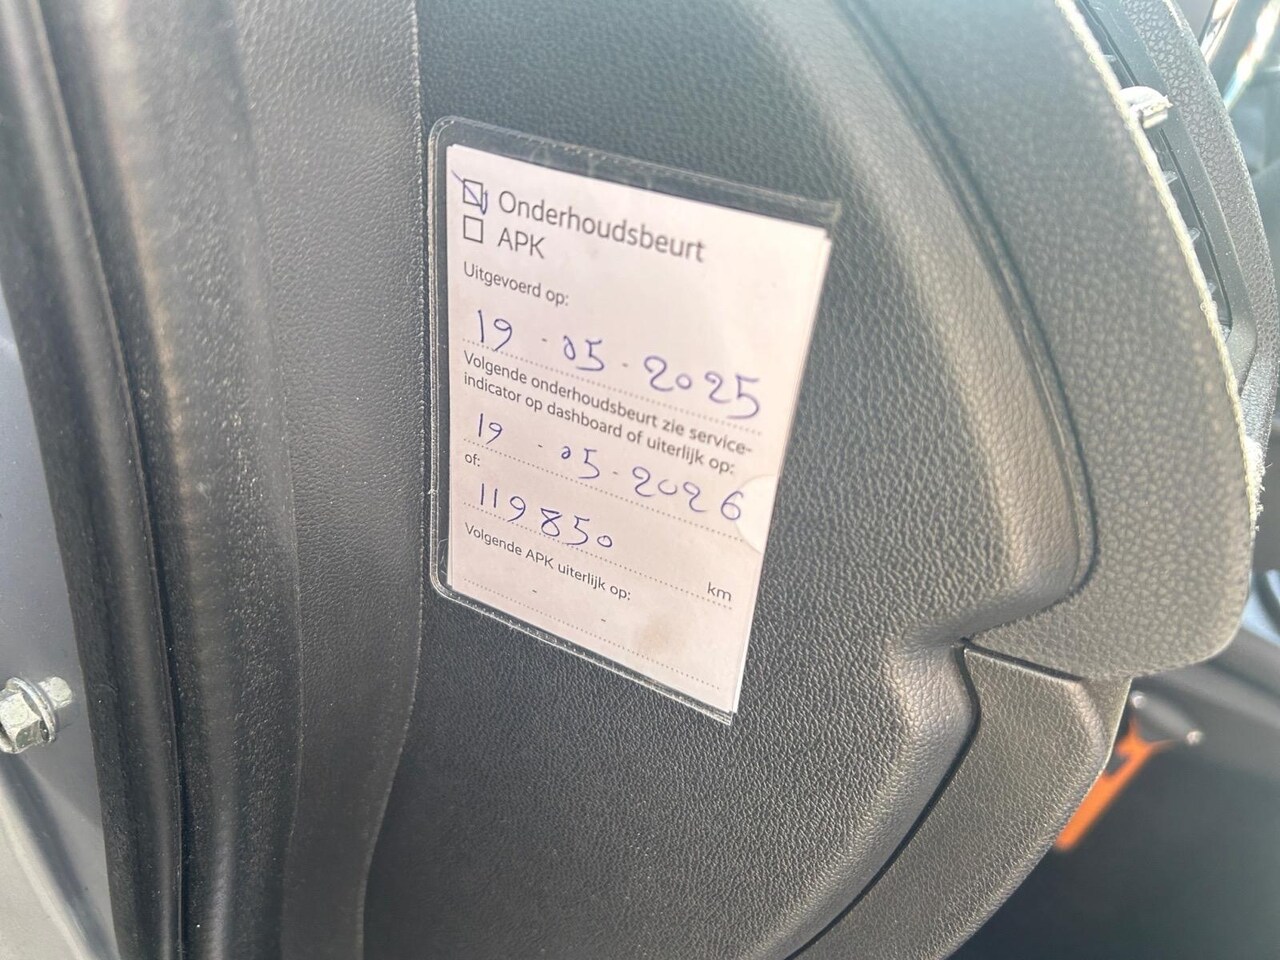 Onderhoudsbeurt
APK
Uitgevoerd op:
19-05-2025
Volgende onderhoudsbeurt zie service-
indicator op dashboard of uiterlijk op:
19-05-2026
of:
119850
km
Volgende APK uiterlijk op:
- -